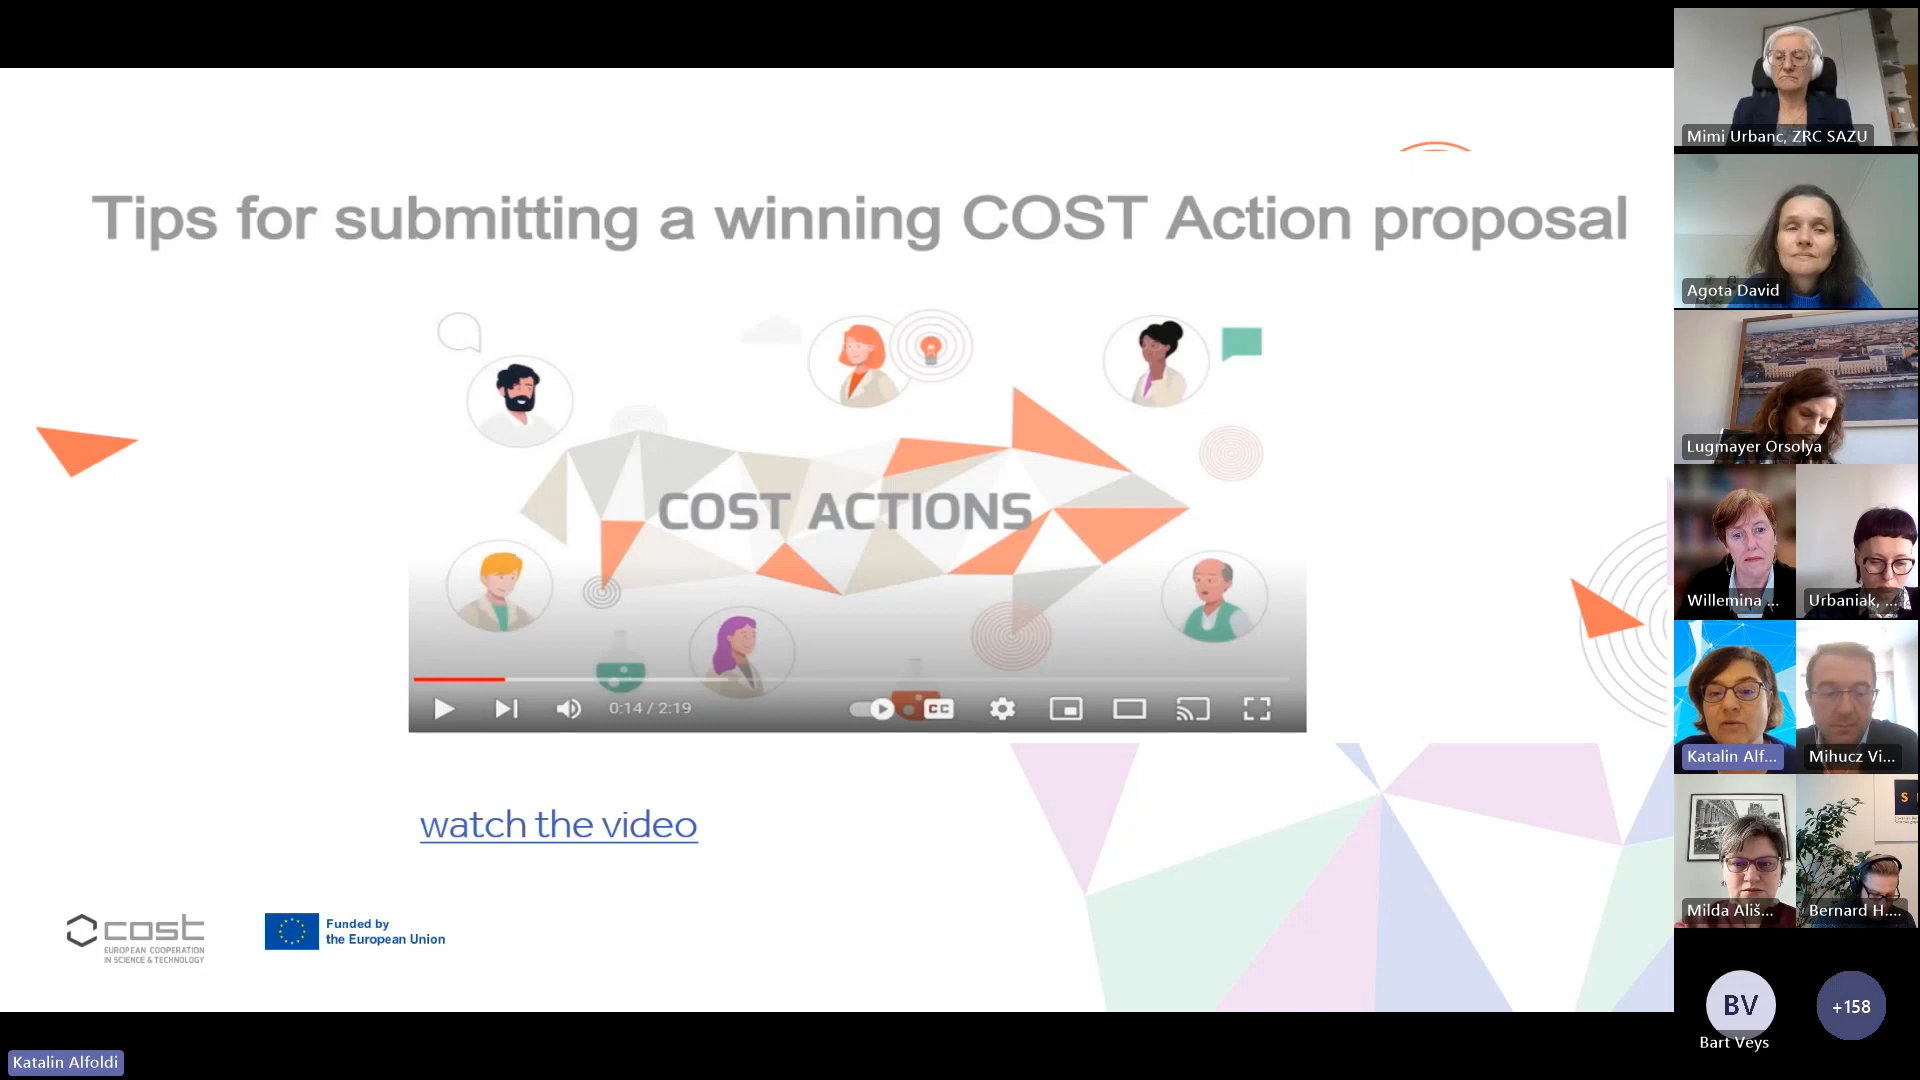 Tips for submitting a winning COST Action proposal
COST ACTIONS
0:14 / 2:19
CC
watch the video
cost
EUROPEAN COOPERATION
IN SCIENCE & TECHNOLOGY
Funded by
the European Union
Katalin Alfoldi
Mimi Urbanc, ZRC SAZU
Agota David
Lugmayer Orsolya
Willemina ...
Urbaniak, ...
Katalin Alf...
Mihucz Vi...
Milda Ališ...
Bernard H....
BV
Bart Veys
+158